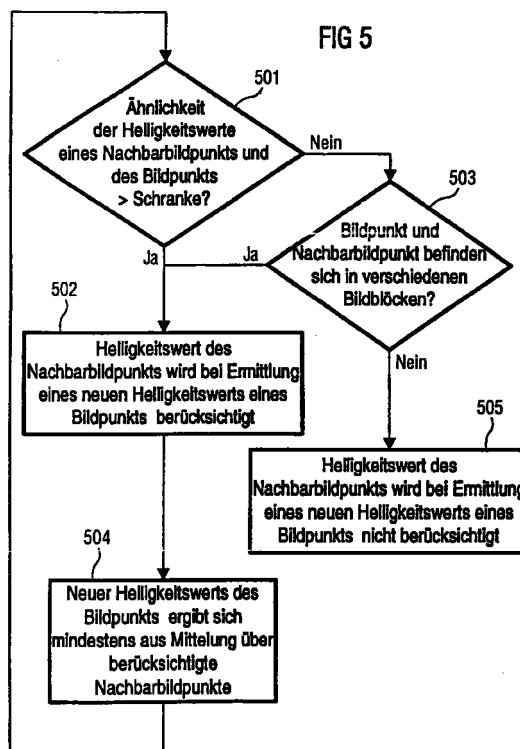 FIG 5
501
Ähnlichkeit
der Helligkeitswerte
eines Nachbarbildpunkts und
des Bildpunkts
> Schranke?
Nein
503
Bildpunkt und
Nachbarbildpunkt befinden
sich in verschiedenen
Bildblöcken?
Ja
Ja
502
Helligkeitswert des
Nachbarbildpunkts wird bei Ermittlung
eines neuen Helligkeitswerts eines
Bildpunkts berücksichtigt
Nein
505
Helligkeitswert des
Nachbarbildpunkts wird bei Ermittlung
eines neuen Helligkeitswerts eines
Bildpunkts nicht berücksichtigt
504
Neuer Helligkeitswerts des
Bildpunkts ergibt sich
mindestens aus Mittelung über
berücksichtigte
Nachbarbildpunkte